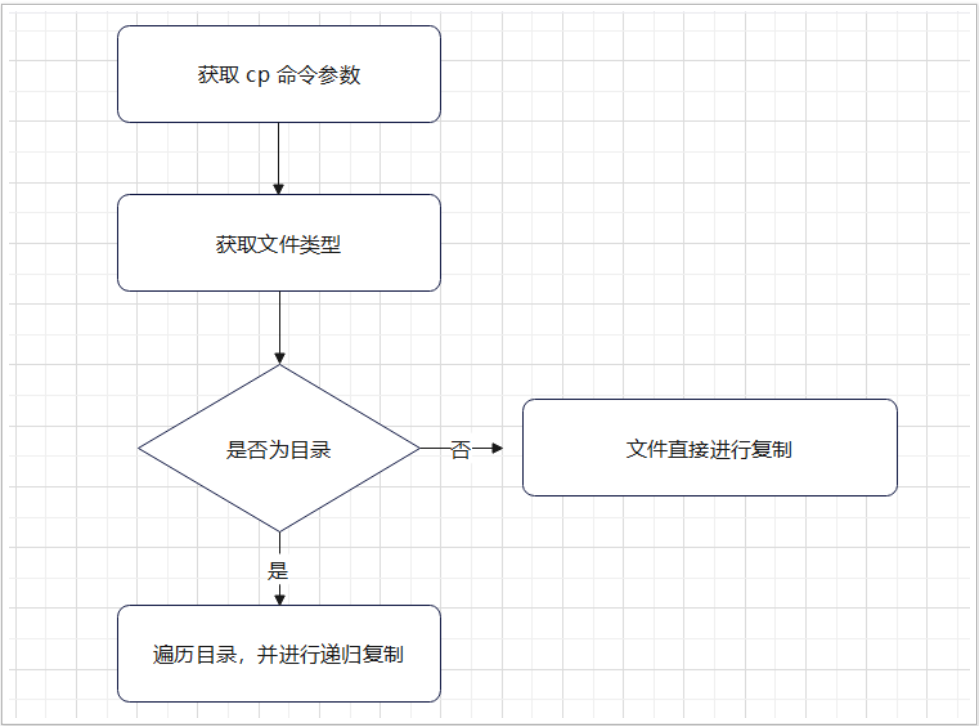 获取 cp 命令参数
获取文件类型
是否为目录
否
文件直接进行复制
是
遍历目录，并进行递归复制